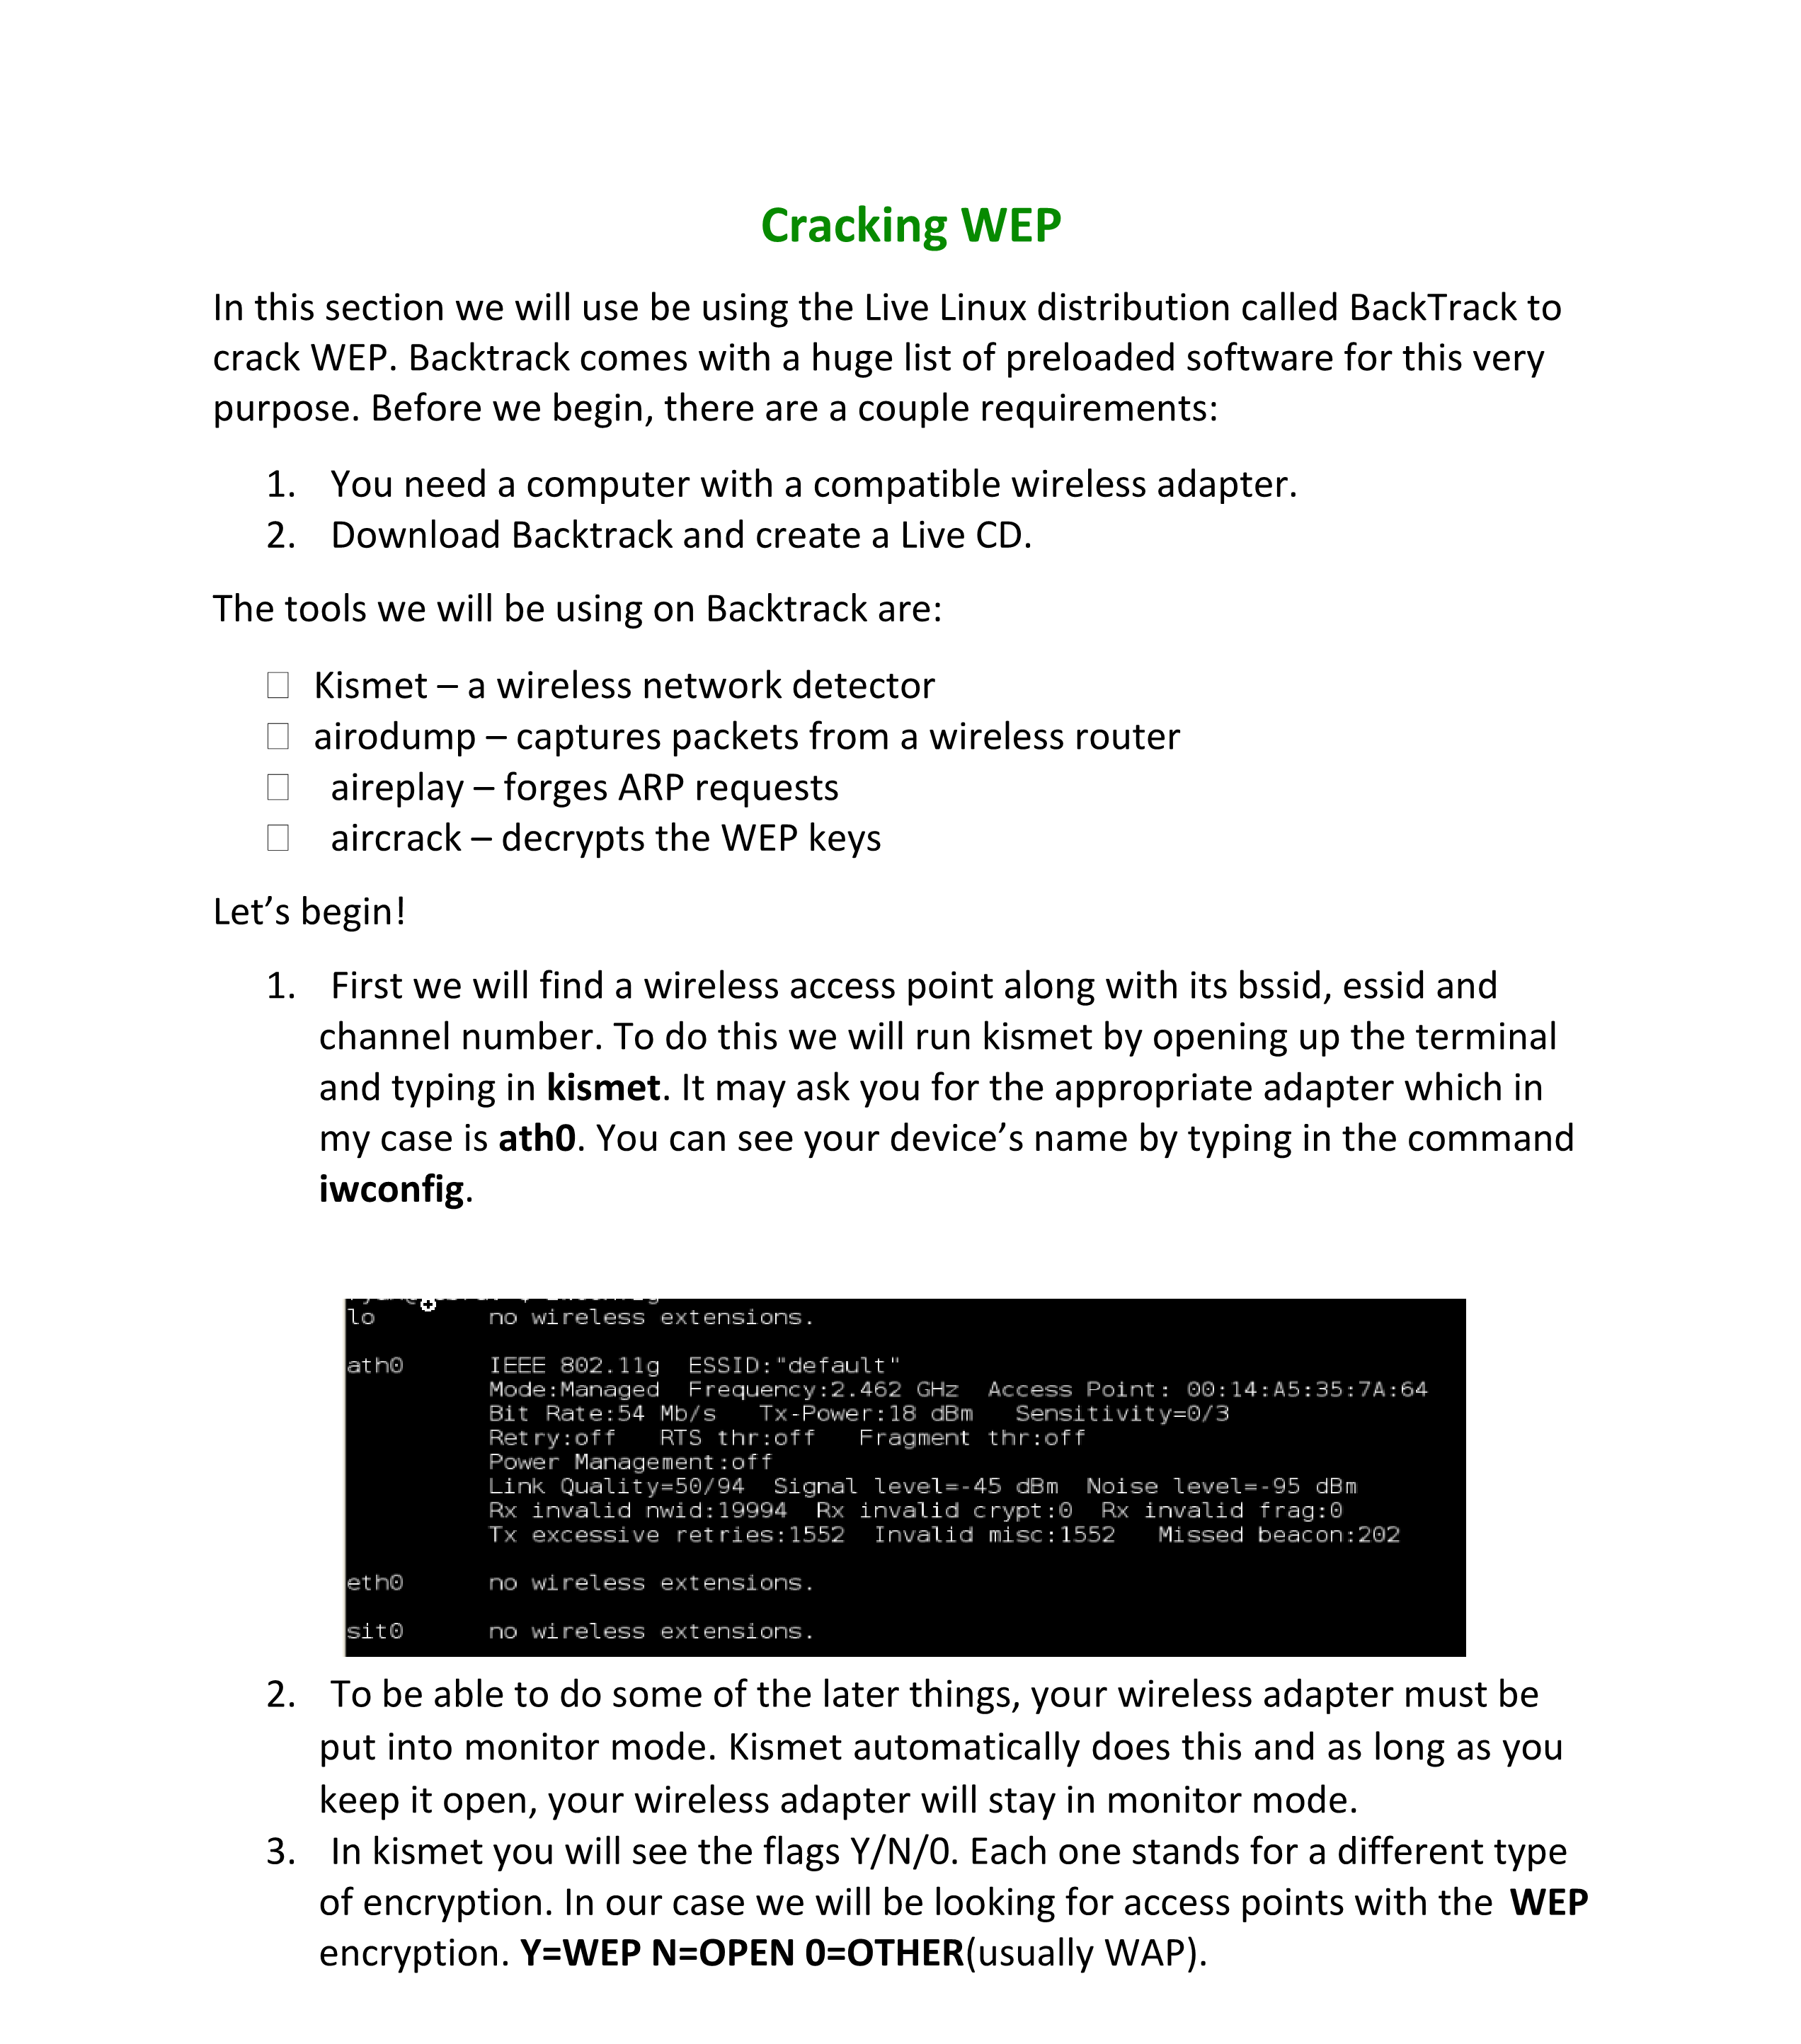 Cracking WEP
In this section we will use be using the Live Linux distribution called BackTrack to
crack WEP. Backtrack comes with a huge list of preloaded software for this very
purpose. Before we begin, there are a couple requirements:
1. You need a computer with a compatible wireless adapter.
2. Download Backtrack and create a Live CD.
The tools we will be using on Backtrack are:
Kismet – a wireless network detector
airodump – captures packets from a wireless router
aireplay – forges ARP requests
aircrack – decrypts the WEP keys
Let’s begin!
1. First we will find a wireless access point along with its bssid, essid and
channel number. To do this we will run kismet by opening up the terminal
and typing in kismet. It may ask you for the appropriate adapter which in
my case is ath0. You can see your device’s name by typing in the command
iwconfig.
lo no wireless extensions.
ath0 IEEE 802.11g ESSID:"default"
Mode:Managed Frequency:2.462 GHz Access Point: 00:14:A5:35:7A:64
Bit Rate:54 Mb/s Tx-Power:18 dBm Sensitivity=0/3
Retry:off RTS thr:off Fragment thr:off
Power Management:off
Link Quality=50/94 Signal level=-45 dBm Noise level=-95 dBm
Rx invalid nwid:19994 Rx invalid crypt:0 Rx invalid frag:0
Tx excessive retries:1552 Invalid misc:1552 Missed beacon:202
eth0 no wireless extensions.
sit0 no wireless extensions.
2. To be able to do some of the later things, your wireless adapter must be
put into monitor mode. Kismet automatically does this and as long as you
keep it open, your wireless adapter will stay in monitor mode.
3. In kismet you will see the flags Y/N/0. Each one stands for a different type
of encryption. In our case we will be looking for access points with the WEP
encryption. Y=WEP N=OPEN 0=OTHER(usually WAP).